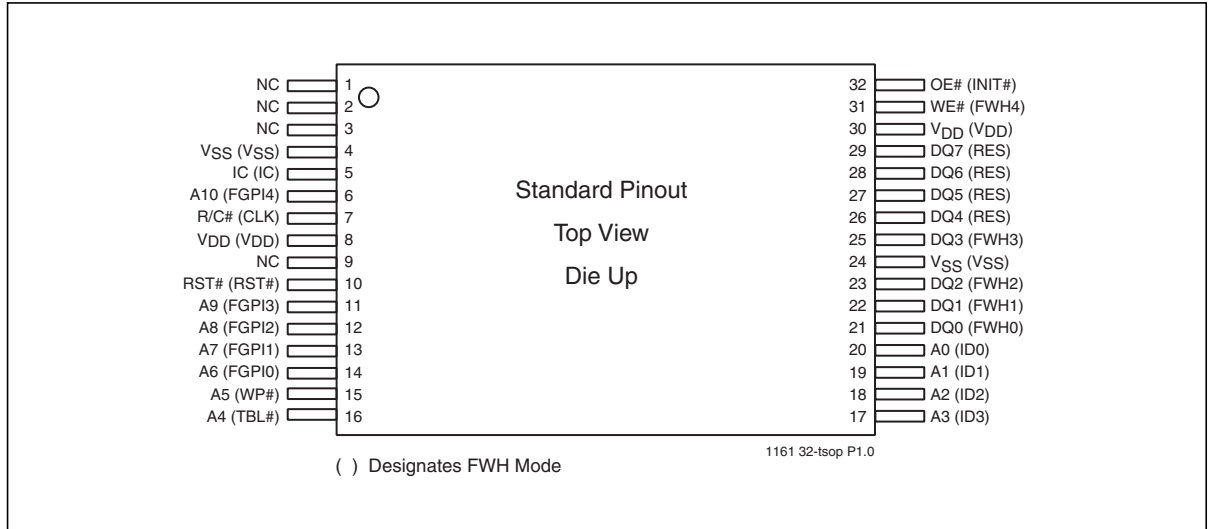 NC 1
NC 2
NC 3
VSS (VSS) 4
IC (IC) 5
A10 (FGPI4) 6
R/C# (CLK) 7
VDD (VDD) 8
NC 9
RST# (RST#) 10
A9 (FGPI3) 11
A8 (FGPI2) 12
A7 (FGPI1) 13
A6 (FGPI0) 14
A5 (WP#) 15
A4 (TBL#) 16
Standard Pinout
Top View
Die Up
32 OE# (INIT#)
31 WE# (FWH4)
30 VDD (VDD)
29 DQ7 (RES)
28 DQ6 (RES)
27 DQ5 (RES)
26 DQ4 (RES)
25 DQ3 (FWH3)
24 VSS (VSS)
23 DQ2 (FWH2)
22 DQ1 (FWH1)
21 DQ0 (FWH0)
20 A0 (ID0)
19 A1 (ID1)
18 A2 (ID2)
17 A3 (ID3)
1161 32-tsop P1.0
( ) Designates FWH Mode